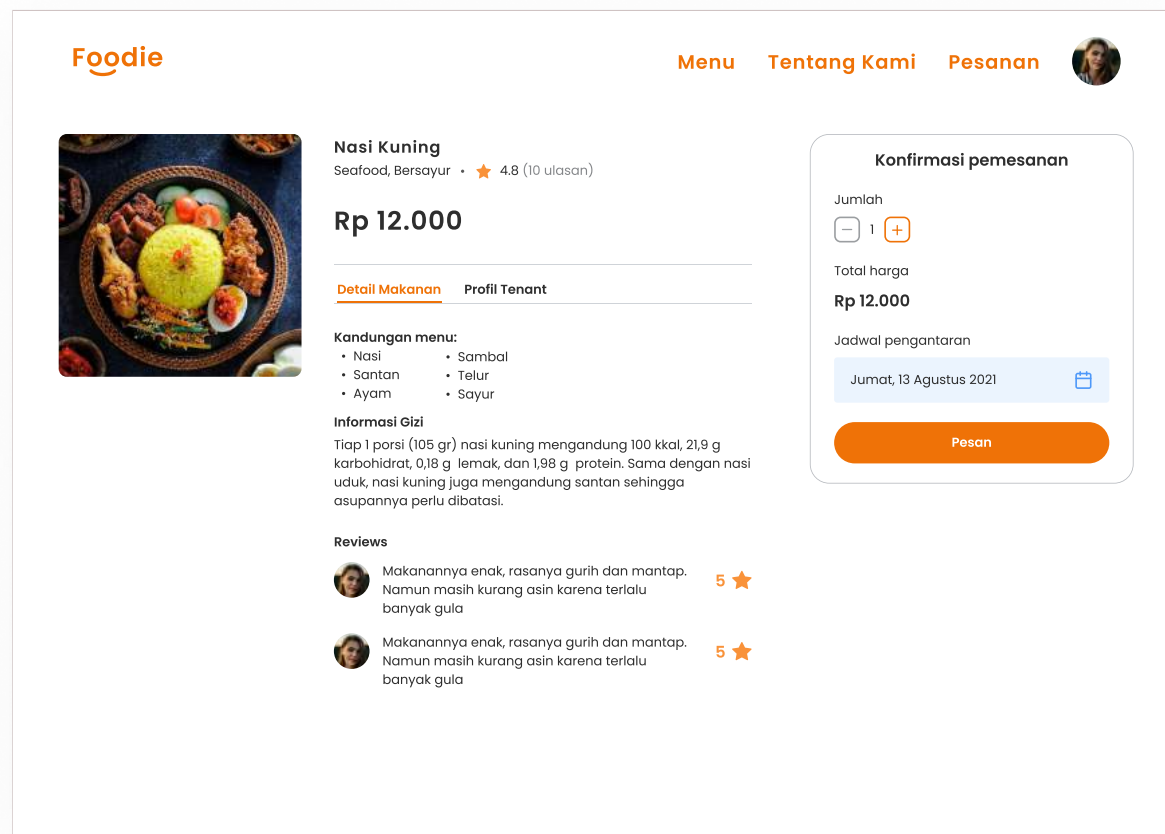 Foodie
Menu
Tentang Kami
Pesanan
Nasi Kuning
Seafood, Bersayur • 4.8 (10 ulasan)
Rp 12.000
Detail Makanan
Profil Tenant
Kandungan menu:
• Nasi
• Santan
• Ayam
• Sambal
• Telur
• Sayur
Informasi Gizi
Tiap 1 porsi (105 gr) nasi kuning mengandung 100 kkal, 21,9 g
karbohidrat, 0,18 g  lemak, dan 1,98 g  protein. Sama dengan nasi
uduk, nasi kuning juga mengandung santan sehingga
asupannya perlu dibatasi.
Reviews
Makanannya enak, rasanya gurih dan mantap.
Namun masih kurang asin karena terlalu
banyak gula
5
Makanannya enak, rasanya gurih dan mantap.
Namun masih kurang asin karena terlalu
banyak gula
5
Konfirmasi pemesanan
Jumlah
1
Total harga
Rp 12.000
Jadwal pengantaran
Jumat, 13 Agustus 2021
Pesan